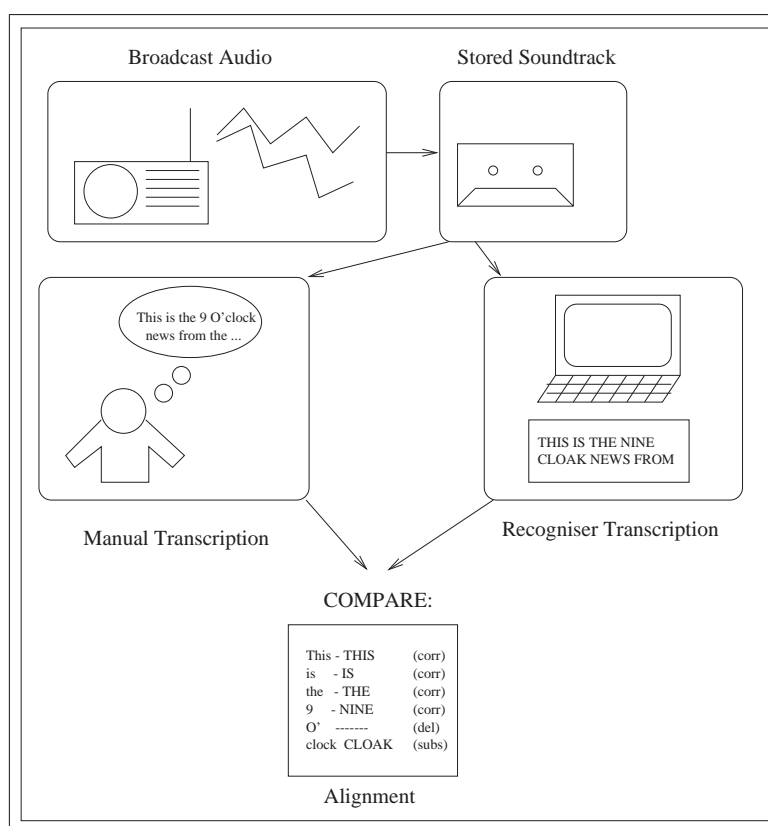 Broadcast Audio
Stored Soundtrack
This is the 9 O'clock
news from the ...
THIS IS THE NINE
CLOAK NEWS FROM
Manual Transcription
Recogniser Transcription
COMPARE:
This - THIS (corr)
is - IS (corr)
the - THE (corr)
9 - NINE (corr)
O' ------- (del)
clock CLOAK (subs)
Alignment